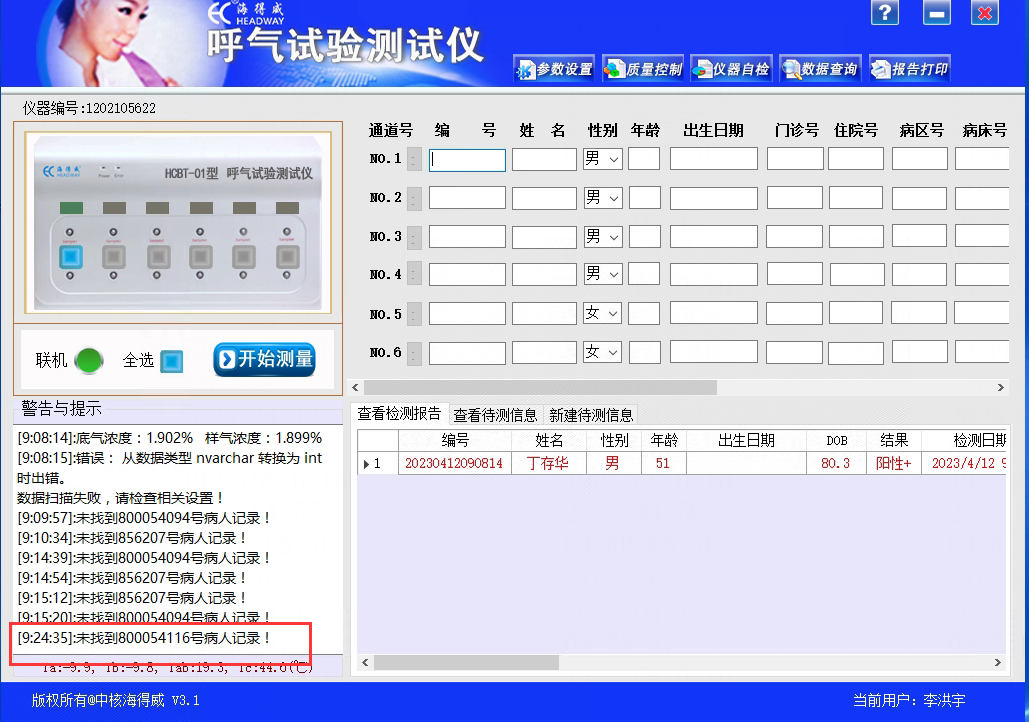 海得威
HEADWAY
呼气试验测试仪
?
参数设置 质量控制 仪器自检 数据查询 报告打印
仪器编号:1202105622
海得威
HEADWAY
HCBT-01型 呼气试验测试仪
Power Error
联机 全选 开始测量
警告与提示
[9:08:14]:底气浓度：1.902% 样气浓度：1.899%
[9:08:15]:错误： 从数据类型 nvarchar 转换为 int
时出错。
数据扫描失败，请检查相关设置！
[9:09:57]:未找到800054094号病人记录！
[9:10:34]:未找到856207号病人记录！
[9:14:39]:未找到800054094号病人记录！
[9:14:54]:未找到856207号病人记录！
[9:15:12]:未找到856207号病人记录！
[9:15:20]:未找到800054094号病人记录！
[9:24:35]:未找到800054116号病人记录！
Ta:-9.9, Tb:-9.8, Tab:19.3, Tc:44.6(℃)
通道号 编 号 姓 名 性别 年龄 出生日期 门诊号 住院号 病区号 病床号
NO.1 男
NO.2 男
NO.3 男
NO.4 男
NO.5 女
NO.6 女
查看检测报告 查看待测信息 新建待测信息
编号 姓名 性别 年龄 出生日期 DOB 结果 检测日期
1 20230412090814 丁存华 男 51 80.3 阳性+ 2023/4/12 9
版权所有@中核海得威 V3.1
当前用户：李洪宇